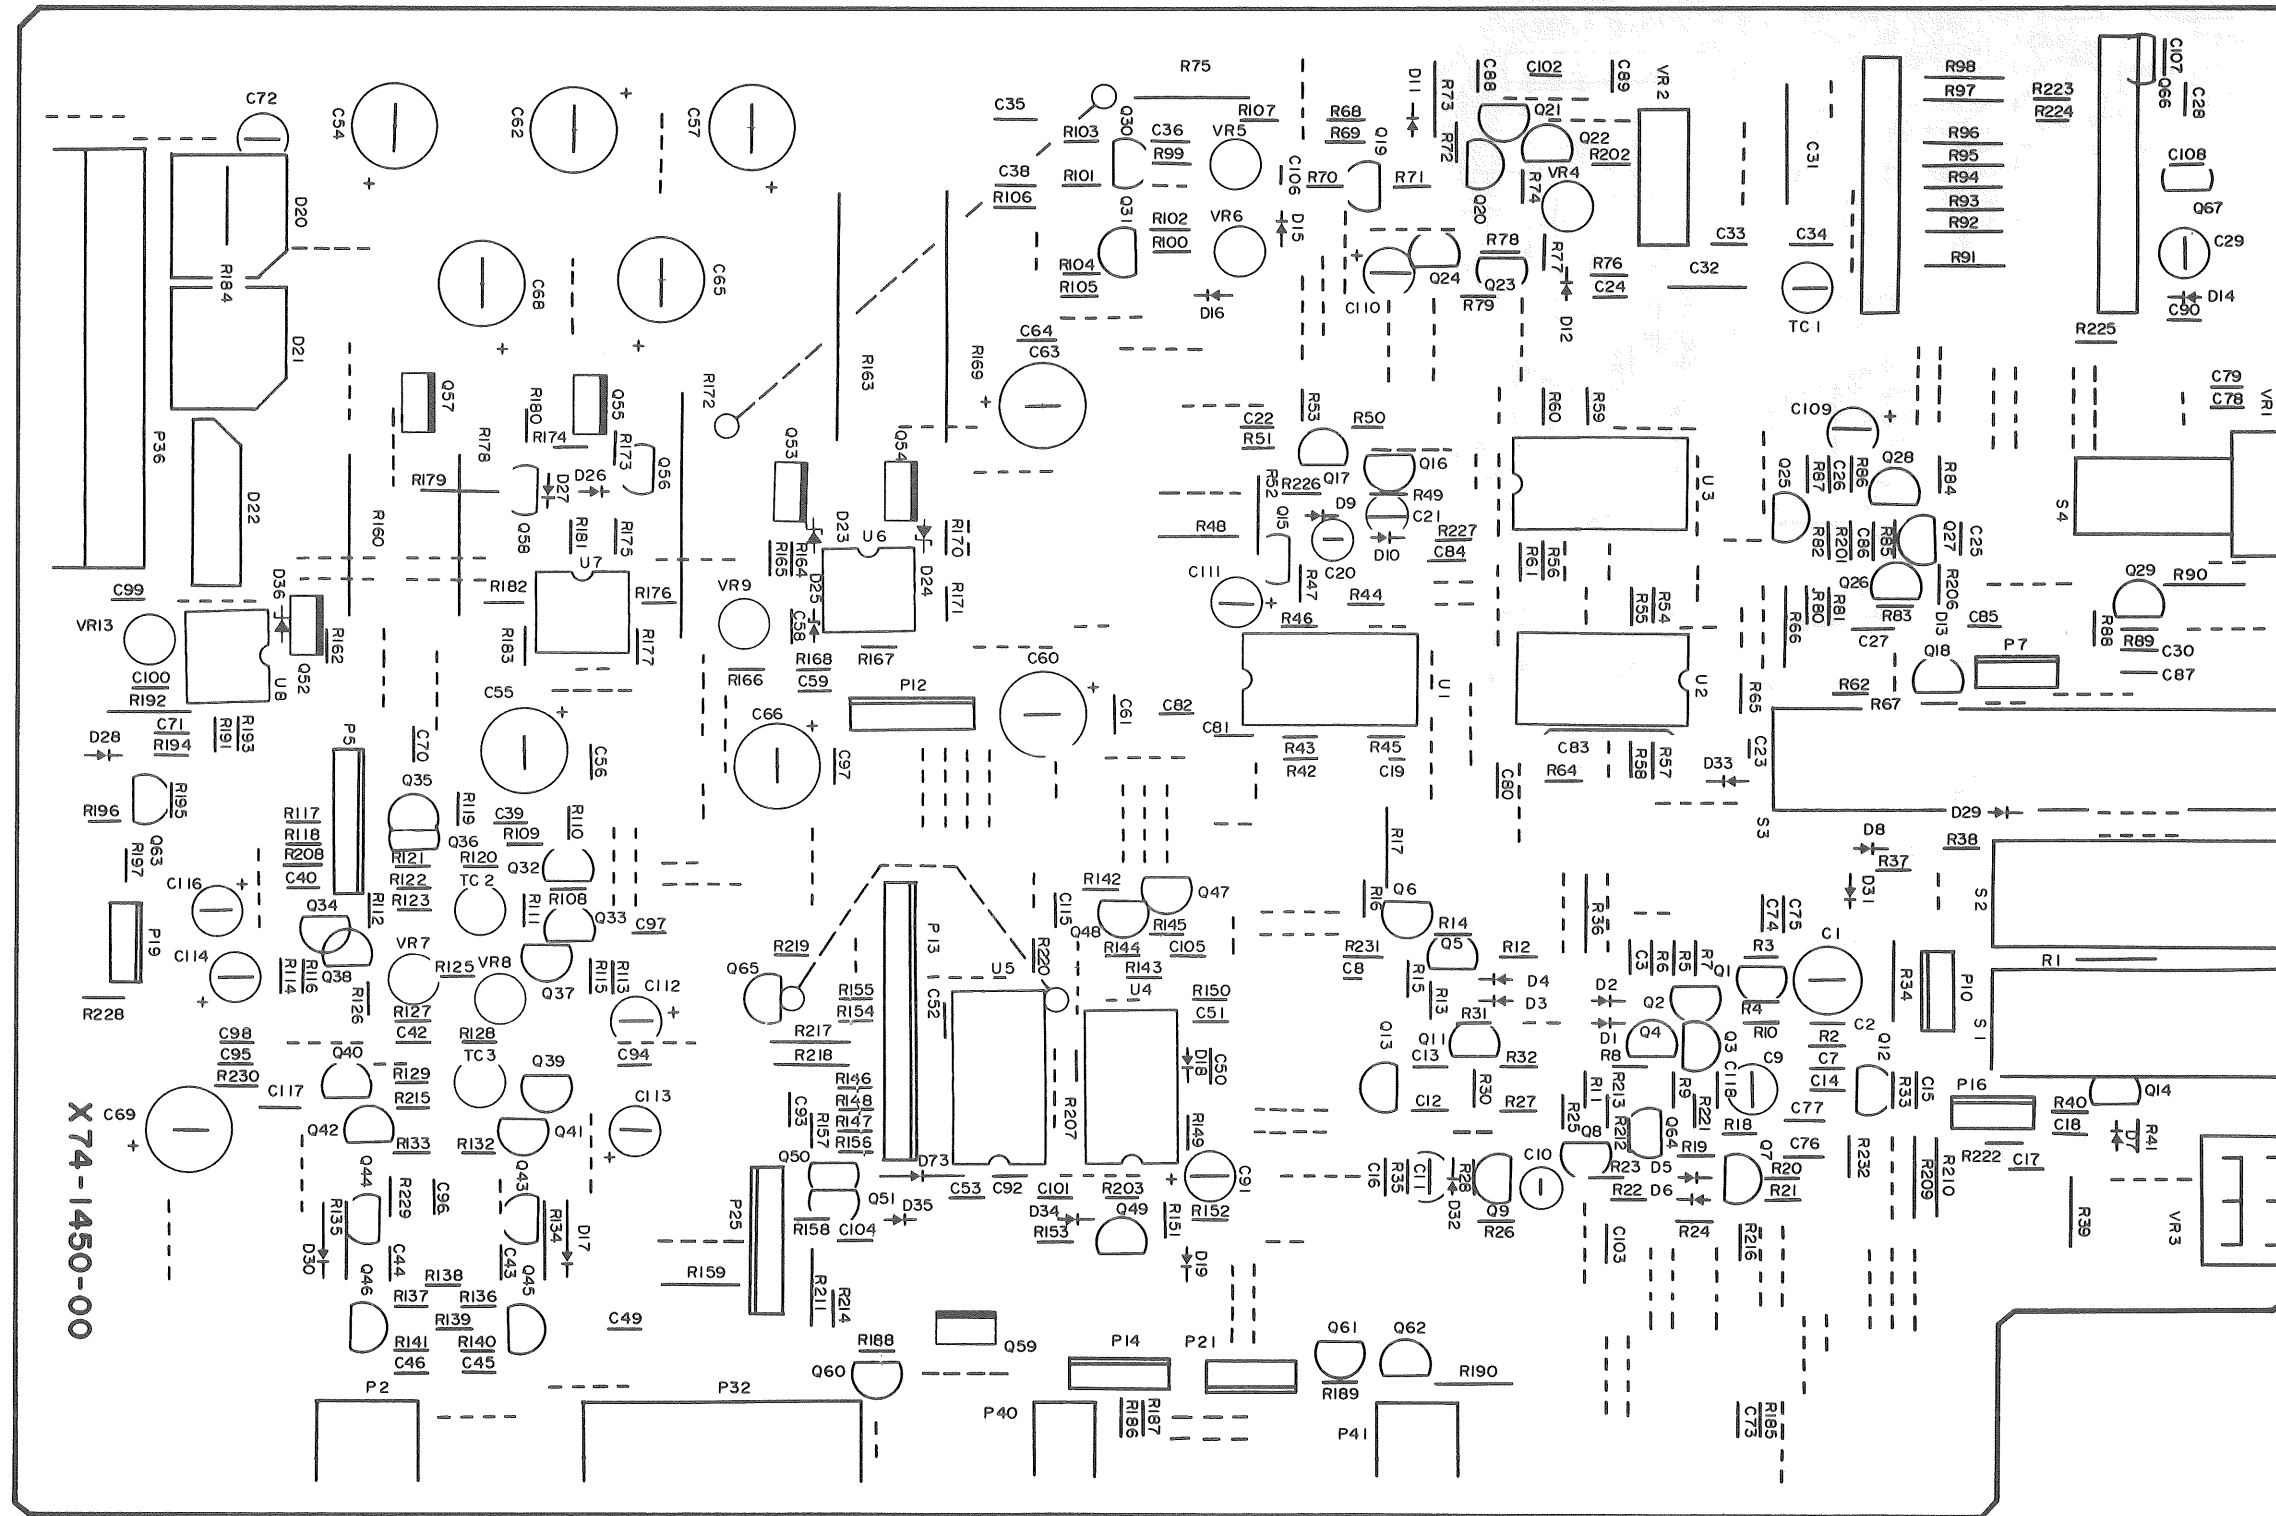 C72
C54
C62
C57
C35
R75
R107
R68
R69
D11
R73
C88
C102
C89
VR2
R98
R97
R223
R224
C107
Q66
C28
R103
Q30
C36
R99
VR5
Q19
R72
Q21
Q22
R202
C31
R96
R95
R94
R93
R92
R91
C108
Q67
C38
R106
R101
C106
R70
R71
Q20
R74
VR4
D20
Q31
R102
R100
VR6
D15
R78
R77
C33
C34
C29
R184
C68
C65
R104
R105
D16
C110
Q24
Q23
R79
R76
C24
C32
D12
TC1
D14
C90
R225
D21
C64
C63
R163
R169
R172
Q57
R180
Q55
R174
R173
Q56
R178
R179
Q53
Q54
C22
R51
R53
R50
R60
R59
C109
C79
C78
VR1
P36
D22
R160
D26
D27
Q58
R181
R175
U7
D23
U6
R170
R165
R164
D25
D24
R171
Q17
Q16
R52
R226
R49
D9
C21
R48
Q15
D10
R227
C84
C20
U3
Q25
R87
C26
R86
Q28
R84
S4
R82
R201
C86
R85
Q27
C25
R61
R56
C99
D36
R182
R176
VR9
C58
C111
R47
R44
R46
R55
R54
R66
R80
R81
Q26
R83
R206
Q29
R90
VR13
R162
Q52
R183
R177
R166
R168
C59
R167
C27
D13
C85
R88
R89
C30
C87
C100
R192
U8
C60
P12
C61
C82
C81
U1
U2
R65
R62
Q18
P7
R67
C71
R194
R191
R193
D28
P5
C70
C55
C56
C66
C97
R43
R42
R45
C19
C83
R64
R58
R57
C23
D33
C80
R196
R195
Q63
R197
R117
R118
R208
C40
Q35
Q36
R119
C39
R109
R110
R121
R120
Q32
R122
R123
TC2
R17
S3
D29
D8
R38
R37
C116
P19
Q34
R112
R111
R108
Q33
C97
R142
Q47
R16
Q6
R36
D31
S2
C114
R114
R116
Q38
VR7
R125
VR8
Q37
R115
R113
C112
R219
Q65
P13
C115
Q48
R144
R145
C105
R143
R220
U5
U4
R231
C8
R14
Q5
R12
R15
R13
D4
D3
D2
C3
R6
R5
R7
C74
C75
R3
C1
Q1
R1
R34
P10
S1
R228
R126
R127
C42
R128
R155
R154
C52
R150
C51
R31
Q2
R4
R10
C98
C95
R230
Q40
TC3
Q39
C94
R217
R218
Q13
Q11
C13
R32
D1
R8
Q4
Q3
C2
R2
C7
C14
C9
Q12
C69
C117
R129
R215
C113
R146
R148
R147
R156
C93
R157
R207
D18
C50
C12
R30
R27
R11
R213
R25
R212
R9
C118
R221
C77
R33
C15
P16
R40
C18
Q14
D7
R41
Q42
R133
R132
Q41
Q50
D73
R149
Q8
Q64
R18
R19
Q7
C76
R232
R209
R210
R222
C17
X74-1450-00
Q44
R229
C96
Q43
R135
R134
D17
P25
Q51
D35
C53
C92
C101
R203
C91
C16
R35
C11
R28
D32
Q9
C10
R23
D5
D6
R22
R20
R21
D30
C44
C43
R158
C104
D34
R153
Q49
R151
R152
R26
R24
C103
R216
R39
VR3
Q46
R138
Q45
R159
D19
R137
R136
R139
R141
R140
C46
C45
C49
R211
R214
R188
Q60
Q59
P14
P21
Q61
Q62
R189
R190
P2
P32
P40
R186
R187
P41
C73
R185